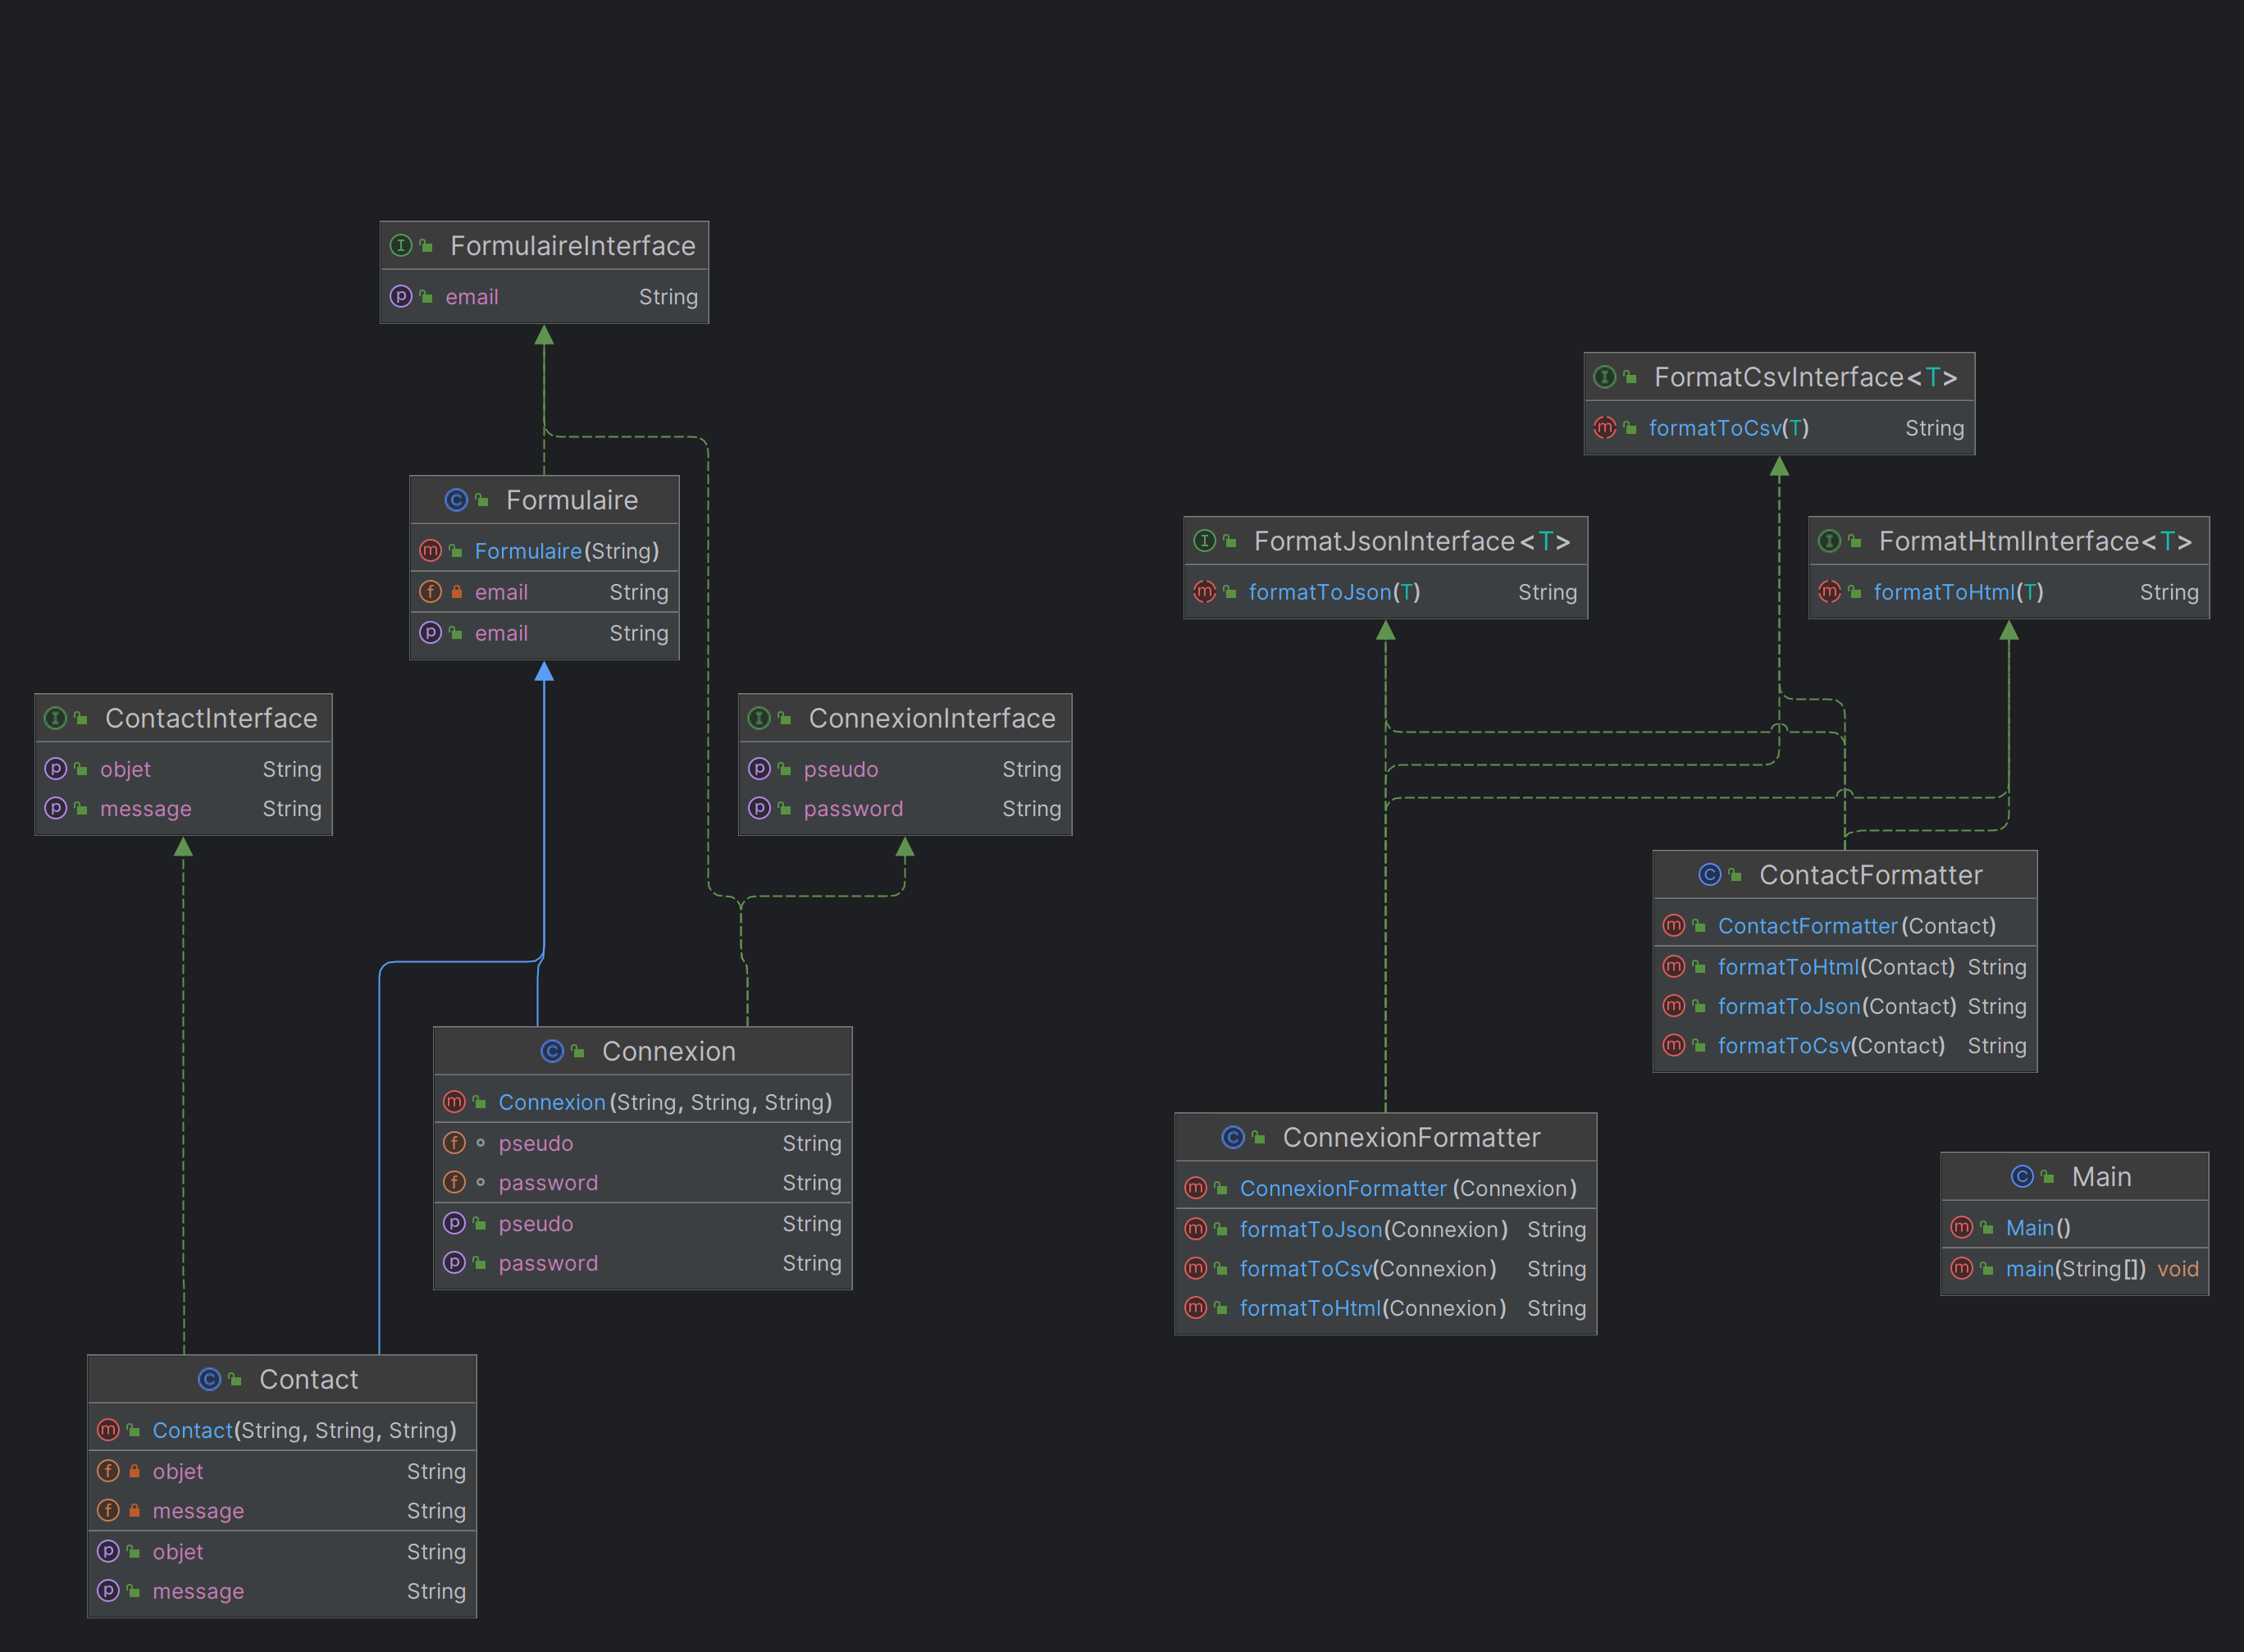 FormulaireInterface
email String
Formulaire
Formulaire(String)
email String
email String
ContactInterface
objet String
message String
ConnexionInterface
pseudo String
password String
Connexion
Connexion(String, String, String)
pseudo String
password String
pseudo String
password String
Contact
Contact(String, String, String)
objet String
message String
objet String
message String
FormatCsvInterface<T>
formatToCsv(T) String
FormatJsonInterface<T>
formatToJson(T) String
FormatHtmlInterface<T>
formatToHtml(T) String
ContactFormatter
ContactFormatter(Contact)
formatToHtml(Contact) String
formatToJson(Contact) String
formatToCsv(Contact) String
ConnexionFormatter
ConnexionFormatter(Connexion)
formatToJson(Connexion) String
formatToCsv(Connexion) String
formatToHtml(Connexion) String
Main
Main()
main(String[]) void